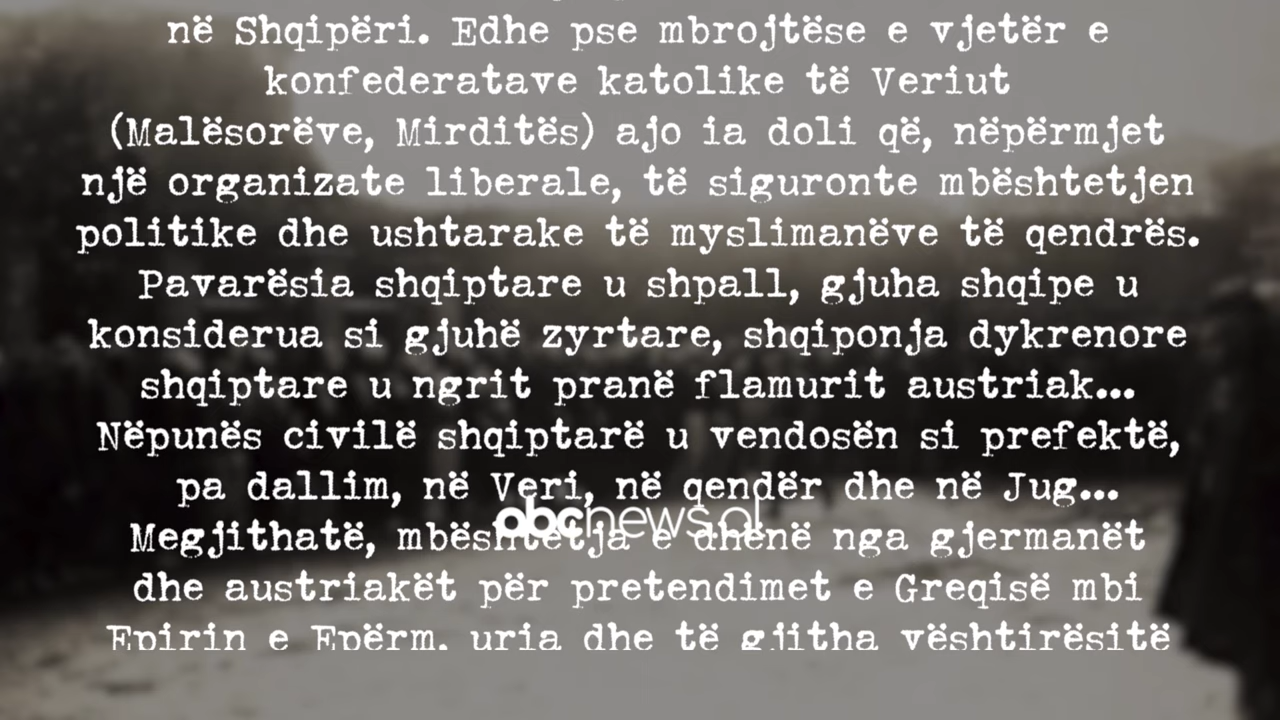 në Shqipëri. Edhe pse mbrojtëse e vjetër e
konfederatave katolike të Veriut
(Malësorëve, Mirditës) ajo ia doli që, nëpërmjet
një organizate liberale, të siguronte mbështetjen
politike dhe ushtarake të myslimanëve të qendrës.
Pavarësia shqiptare u shpall, gjuha shqipe u
konsiderua si gjuhë zyrtare, shqiponja dykrenore
shqiptare u ngrit pranë flamurit austriak...
Nëpunës civilë shqiptarë u vendosën si prefektë,
pa dallim, në Veri, në qendër dhe në Jug...
abcnews.al
Megjithatë, mbështetja e dhënë nga gjermanët
dhe austriakët për pretendimet e Greqisë mbi
Epirin e Epërm, uria dhe të gjitha vështirësitë